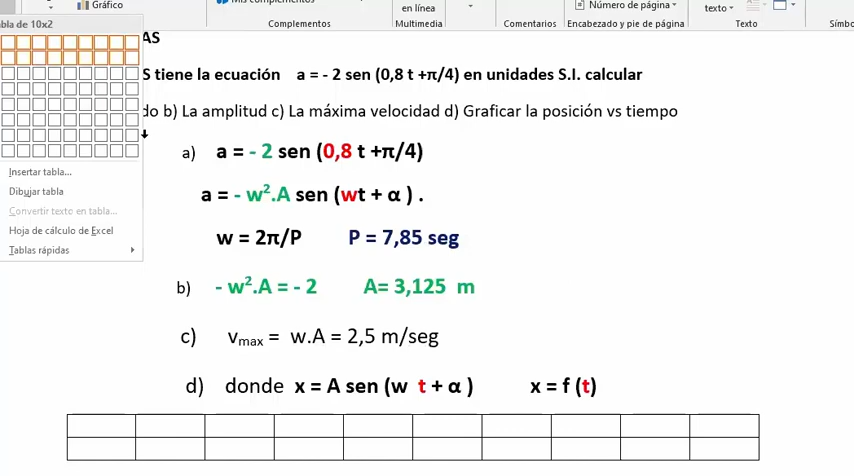 Gráfico
en línea
Número de página
texto
Complementos
Multimedia
Comentarios
Encabezado y pie de página
Texto
Símbo
abla de 10x2
AS
S tiene la ecuación a = - 2 sen (0,8 t +π/4) en unidades S.I. calcular
do b) La amplitud c) La máxima velocidad d) Graficar la posición vs tiempo
a) a = - 2 sen (0,8 t +π/4)
a = - w².A sen (wt + α ) .
Insertar tabla...
Dibujar tabla
Convertir texto en tabla...
Hoja de cálculo de Excel
Tablas rápidas
w = 2π/P P = 7,85 seg
b) - w².A = - 2 A= 3,125 m
c) vmax = w.A = 2,5 m/seg
d) donde x = A sen (w t + α ) x = f (t)